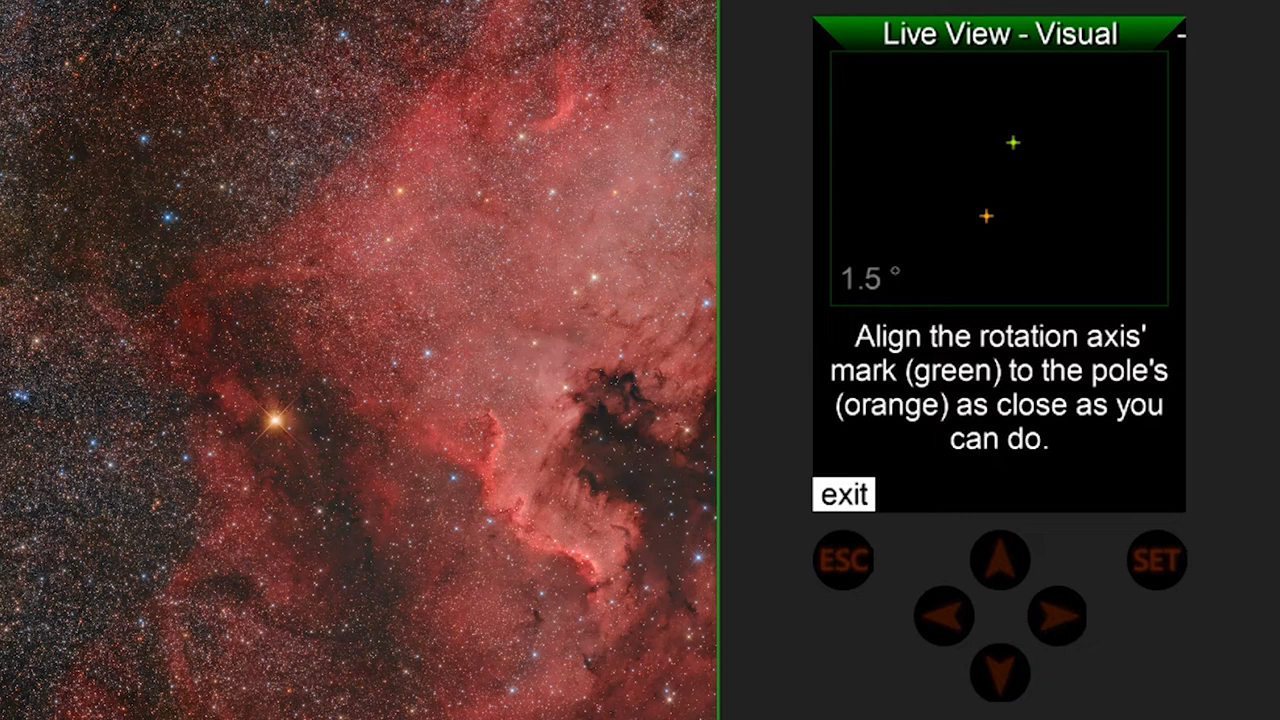 Live View - Visual -
1.5 °
Align the rotation axis'
mark (green) to the pole's
(orange) as close as you
can do.
exit
ESC
SET